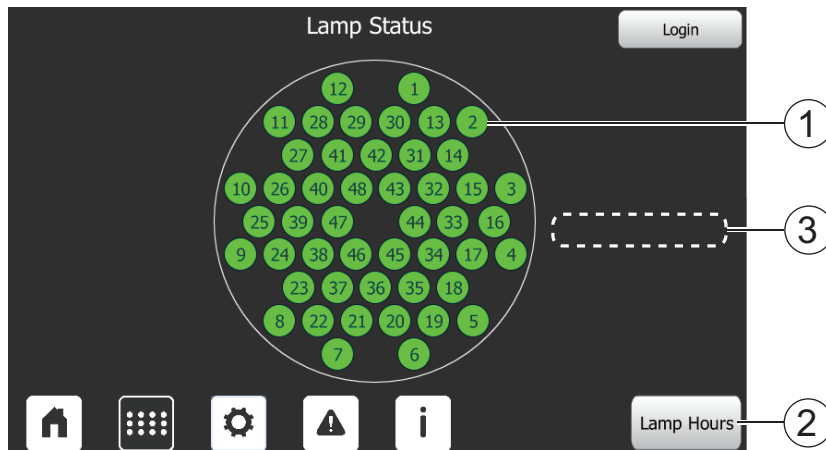 Lamp Status
Login
12 1
11 28 29 30 13 2
1
27 41 42 31 14
10 26 40 48 43 32 15 3
25 39 47 44 33 16
3
9 24 38 46 45 34 17 4
23 37 36 35 18
8 22 21 20 19 5
7 6
i
Lamp Hours
2